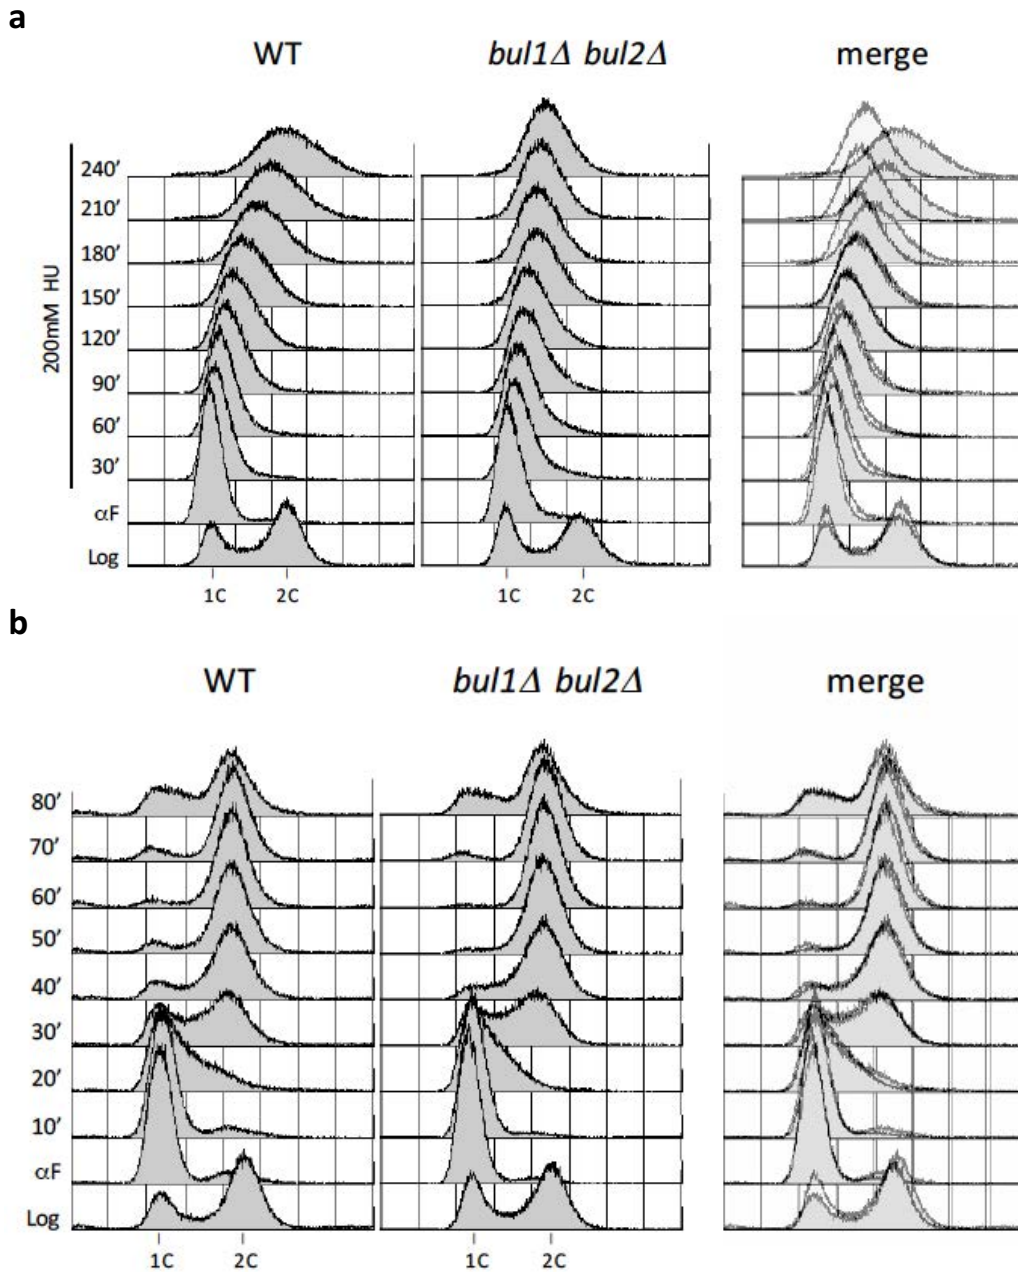 a
WT bul1Δ bul2Δ merge
200mM HU
240′
210′
180′
150′
120′
90′
60′
30′
αF
Log
1C 2C 1C 2C
b
WT bul1Δ bul2Δ merge
80′
70′
60′
50′
40′
30′
20′
10′
αF
Log
1C 2C 1C 2C